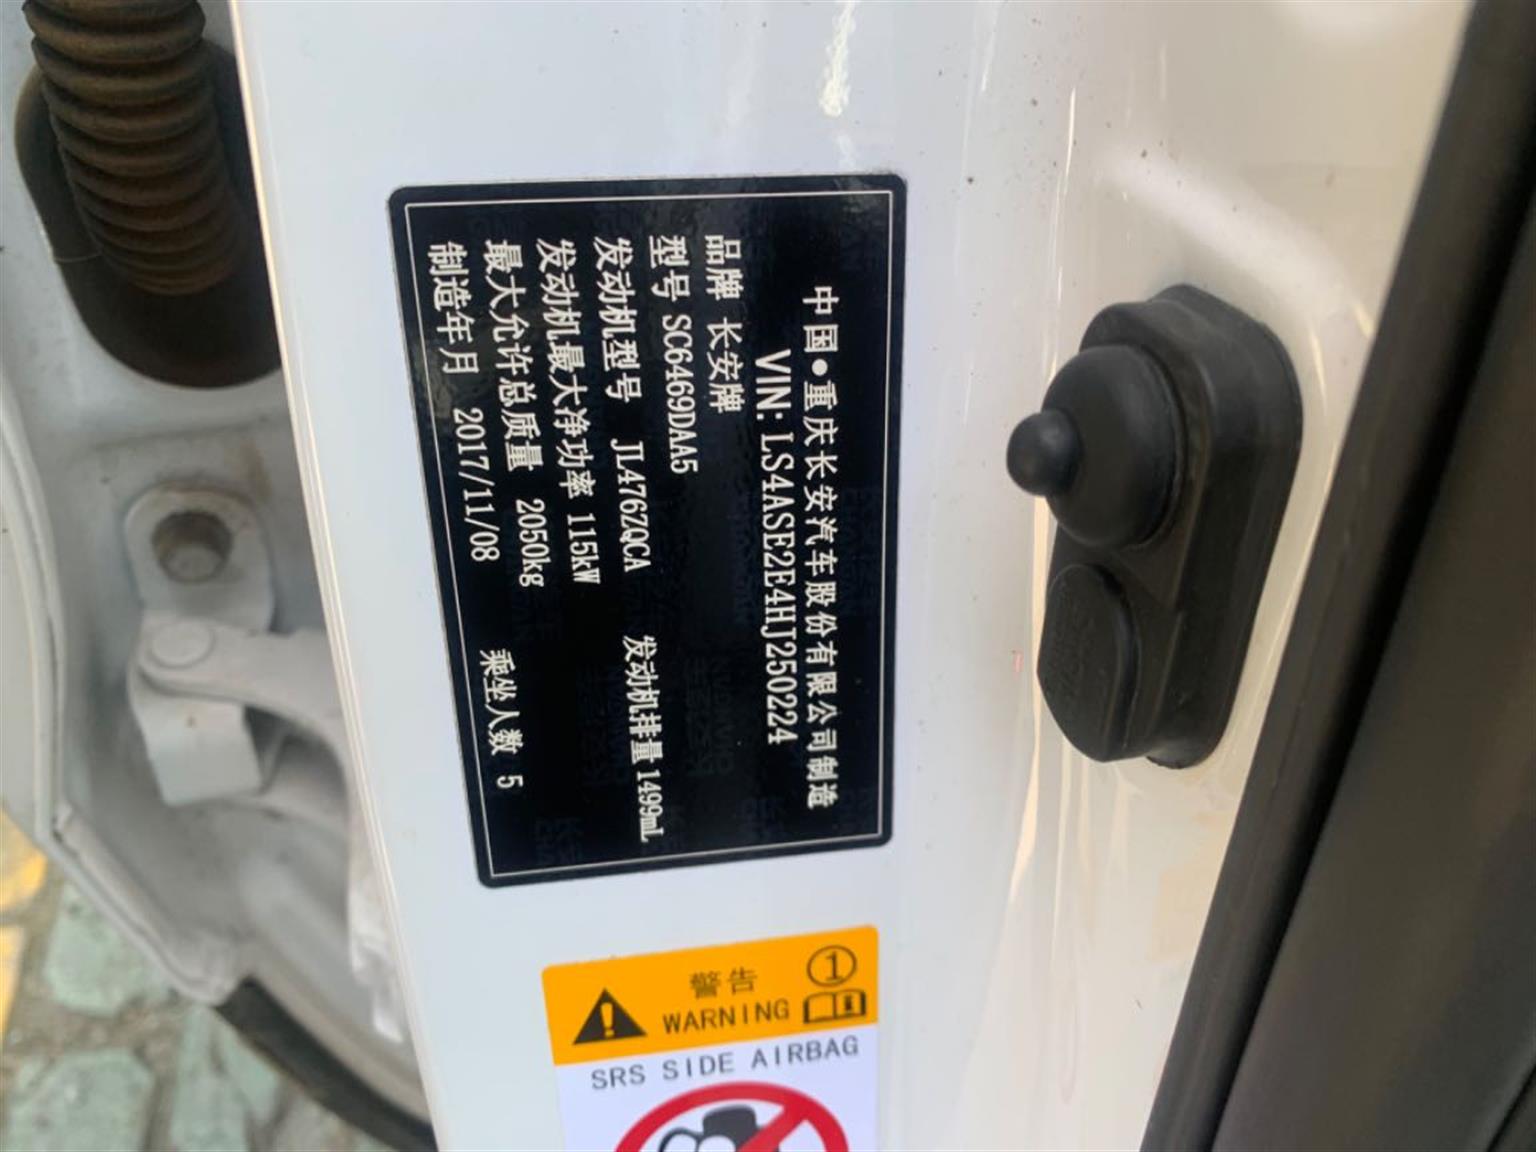 中国•重庆长安汽车股份有限公司制造
VIN: LS4ASE2E4HJ250224
品牌 长安牌
型号 SC6469DAA5
发动机型号 JL476ZQCA 发动机排量 1499mL
发动机最大净功率 115kW
最大允许总质量 2050kg 乘坐人数 5
制造年月 2017/11/08
警告 ①
WARNING
SRS SIDE AIRBAG